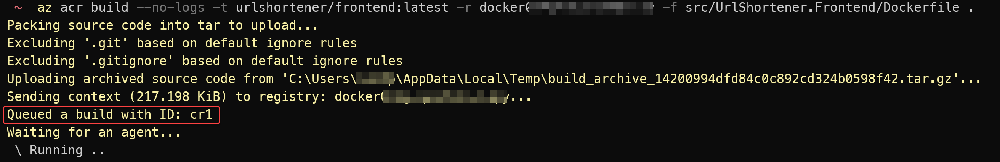 ~ az acr build --no-logs -t urlshortener/frontend:latest -r docker -f src/UrlShortener.Frontend/Dockerfile .
Packing source code into tar to upload...
Excluding '.git' based on default ignore rules
Excluding '.gitignore' based on default ignore rules
Uploading archived source code from 'C:\Users\ \AppData\Local\Temp\build_archive_14200994dfd84c0c892cd324b0598f42.tar.gz'...
Sending context (217.198 KiB) to registry: docker ...
Queued a build with ID: cr1
Waiting for an agent...
\ Running ..